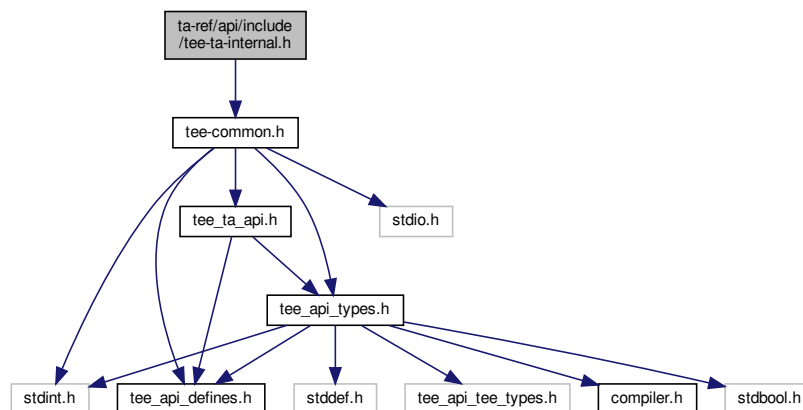 ta-ref/api/include
/tee-ta-internal.h
tee-common.h
tee_ta_api.h
stdio.h
tee_api_types.h
stdint.h
tee_api_defines.h
stddef.h
tee_api_tee_types.h
compiler.h
stdbool.h